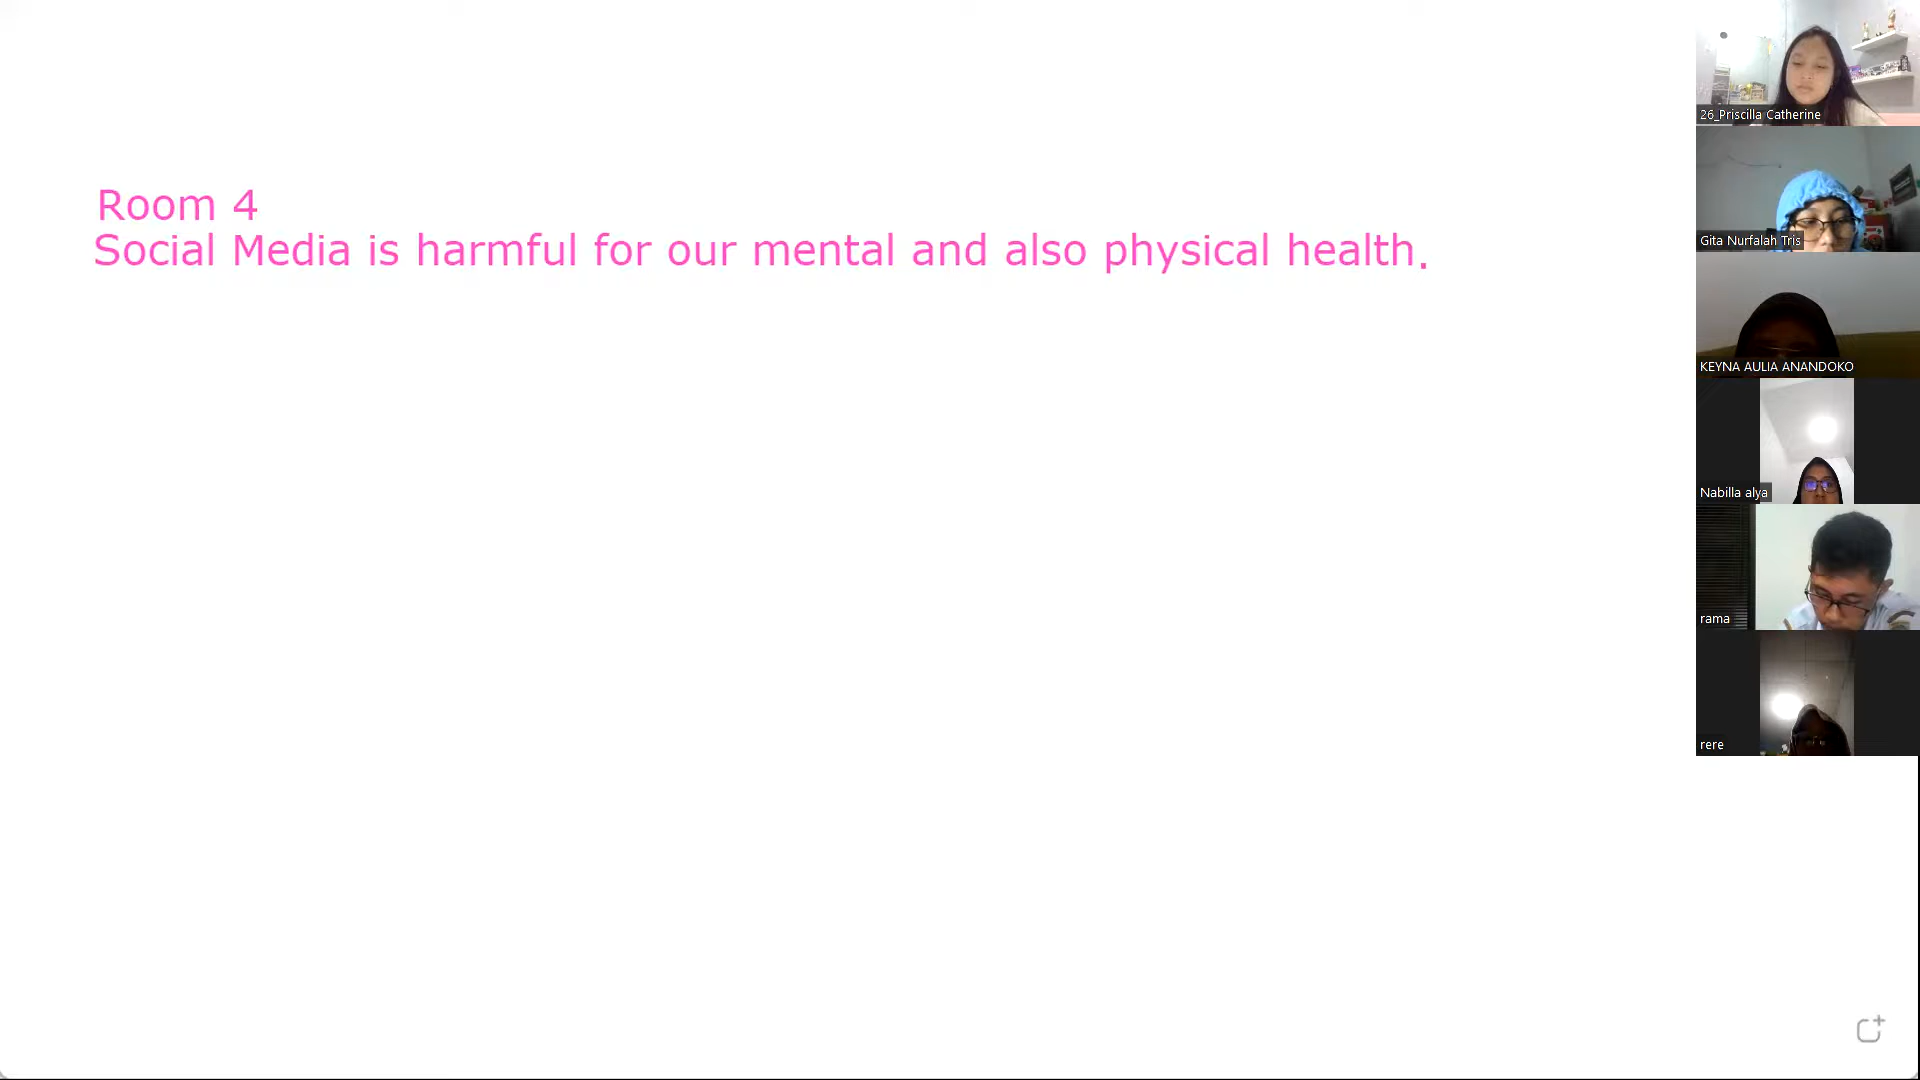 Room 4
Social Media is harmful for our mental and also physical health.
26_Priscilla Catherine
Gita Nurfalah Tris
KEYNA AULIA ANANDOKO
Nabilla alya
rama
rere